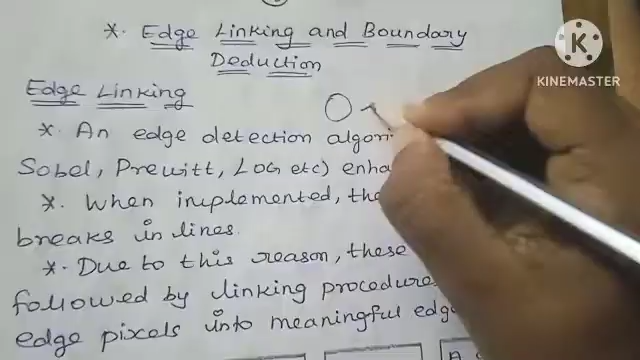 *. Edge Linking and Boundary
Deduction
KINEMASTER
Edge Linking
*. An edge detection algori
Sobel, Prewitt, LOG etc) enha
*. When implemented, the
breaks in lines.
*. Due to this reason, these
followed by linking procedure
edge pixels into meaningful edg